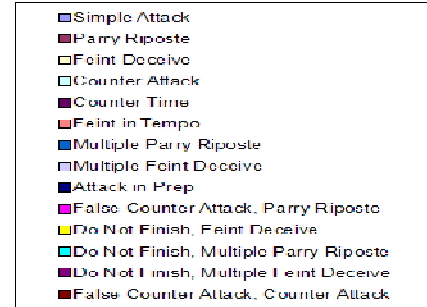 Simple Attack
Parry Riposte
Feint Deceive
Counter Attack
Counter Time
Feint in Tempo
Multiple Parry Riposte
Multiple Feint Deceive
Attack in Prep
False Counter Attack, Parry Riposte
Do Not Finish, Feint Deceive
Do Not Finish, Multiple Parry Riposte
Do Not Finish, Multiple Feint Deceive
False Counter Attack, Counter Attack